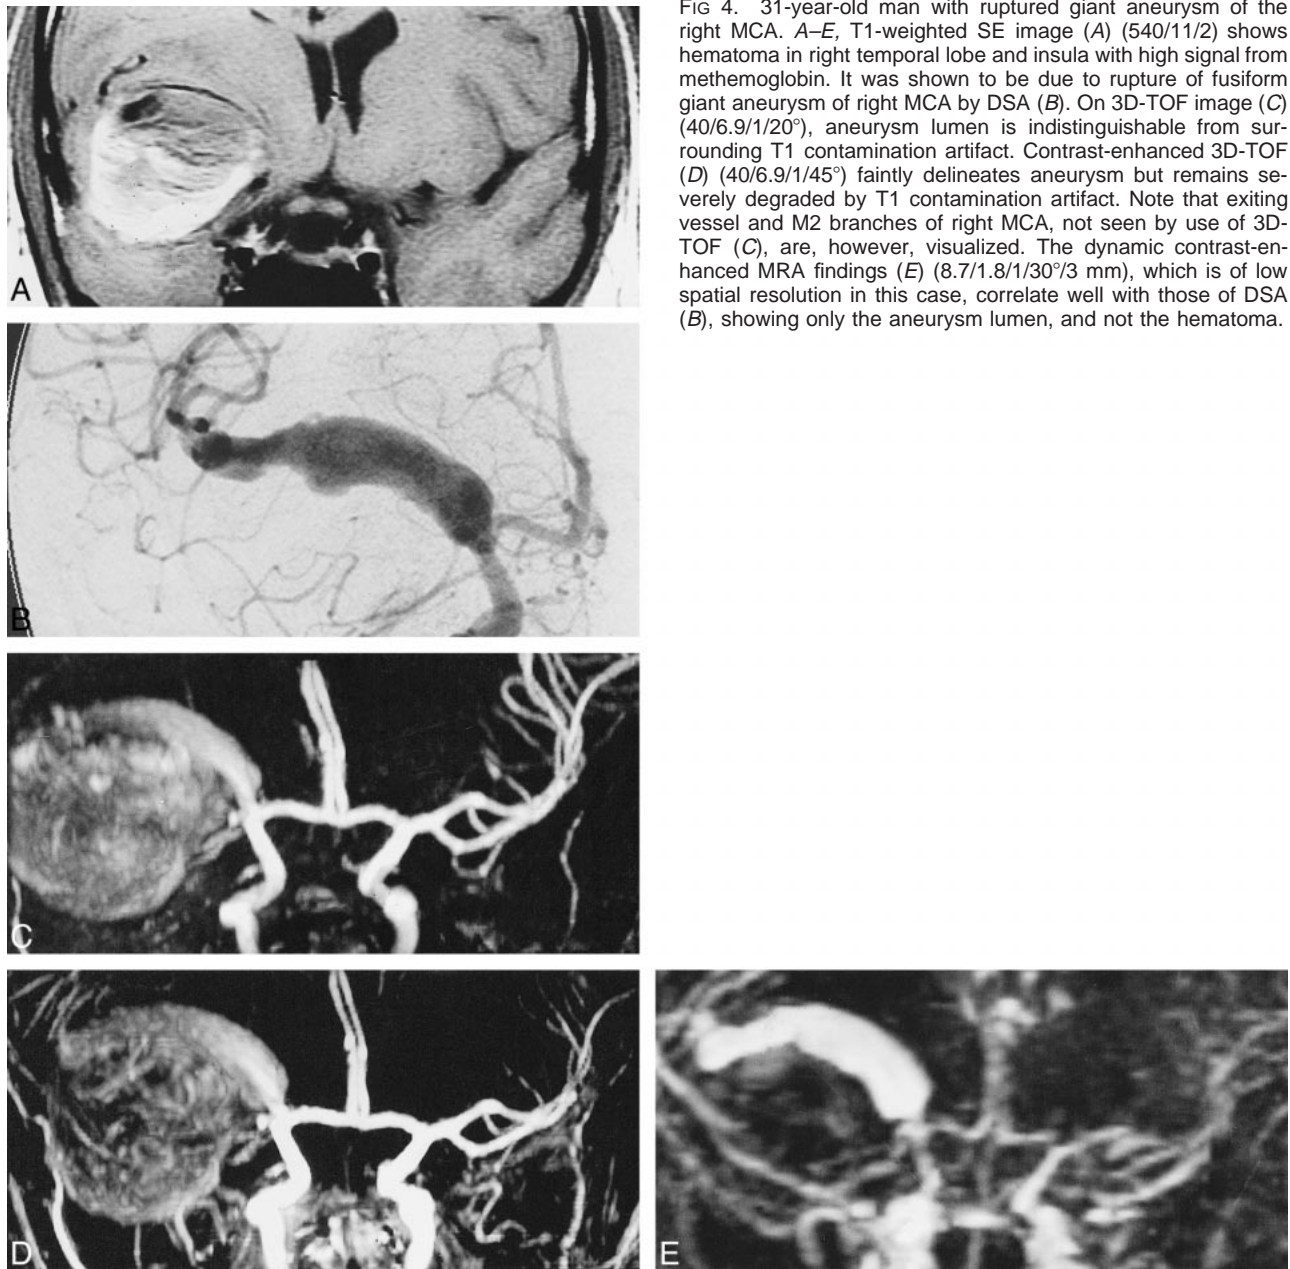 FIG 4. 31-year-old man with ruptured giant aneurysm of the
right MCA. A–E, T1-weighted SE image (A) (540/11/2) shows
hematoma in right temporal lobe and insula with high signal from
methemoglobin. It was shown to be due to rupture of fusiform
giant aneurysm of right MCA by DSA (B). On 3D-TOF image (C)
(40/6.9/1/20°), aneurysm lumen is indistinguishable from sur-
rounding T1 contamination artifact. Contrast-enhanced 3D-TOF
(D) (40/6.9/1/45°) faintly delineates aneurysm but remains se-
verely degraded by T1 contamination artifact. Note that exiting
vessel and M2 branches of right MCA, not seen by use of 3D-
TOF (C), are, however, visualized. The dynamic contrast-en-
hanced MRA findings (E) (8.7/1.8/1/30°/3 mm), which is of low
spatial resolution in this case, correlate well with those of DSA
(B), showing only the aneurysm lumen, and not the hematoma.
A
B
C
D
E